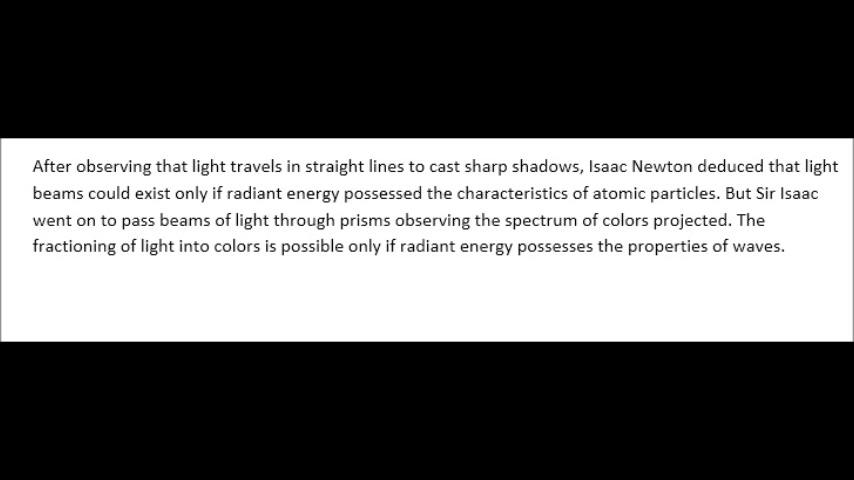 After observing that light travels in straight lines to cast sharp shadows, Isaac Newton deduced that light
beams could exist only if radiant energy possessed the characteristics of atomic particles. But Sir Isaac
went on to pass beams of light through prisms observing the spectrum of colors projected. The
fractioning of light into colors is possible only if radiant energy possesses the properties of waves.